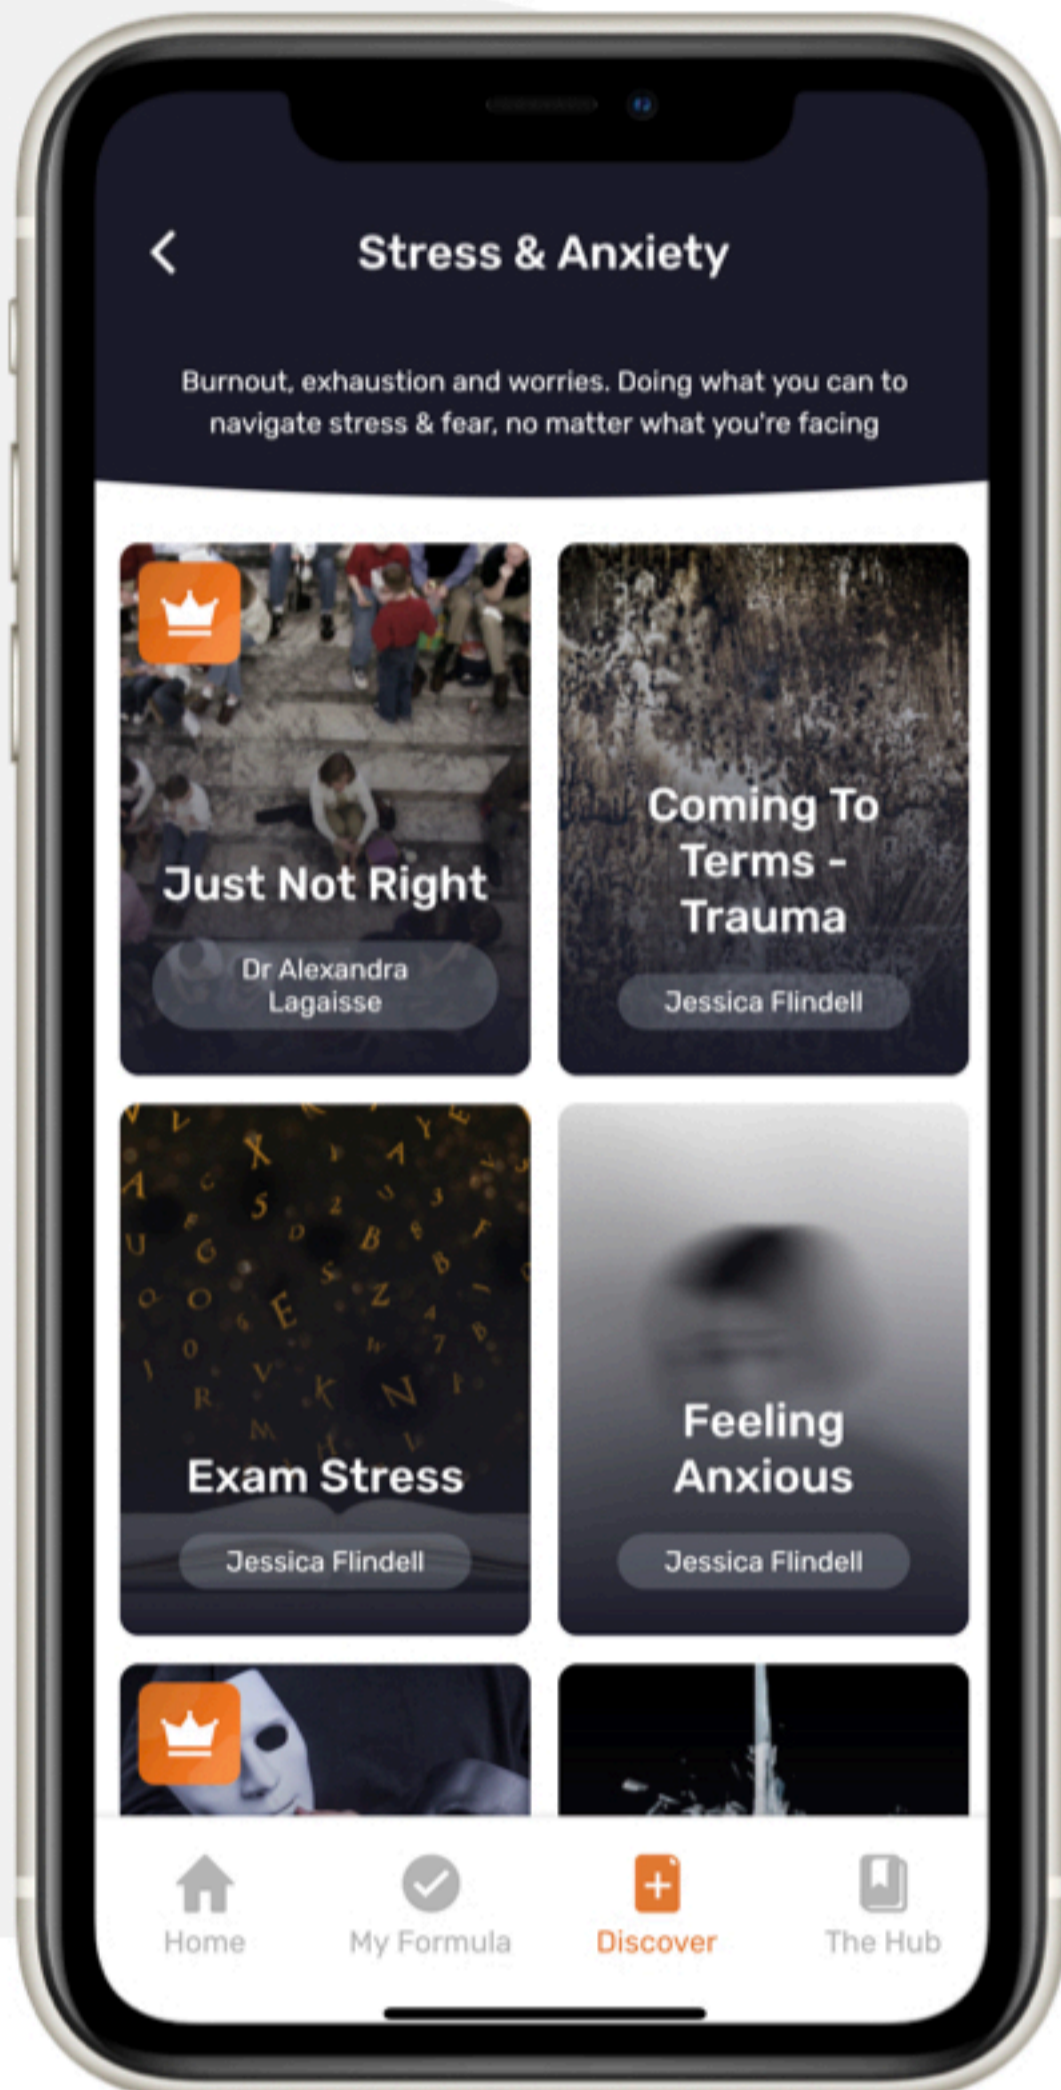 Stress & Anxiety
Burnout, exhaustion and worries. Doing what you can to
navigate stress & fear, no matter what you're facing
Just Not Right
Dr Alexandra
Lagaisse
Coming To
Terms -
Trauma
Jessica Flindell
Exam Stress
Jessica Flindell
Feeling
Anxious
Jessica Flindell
Home
My Formula
Discover
The Hub